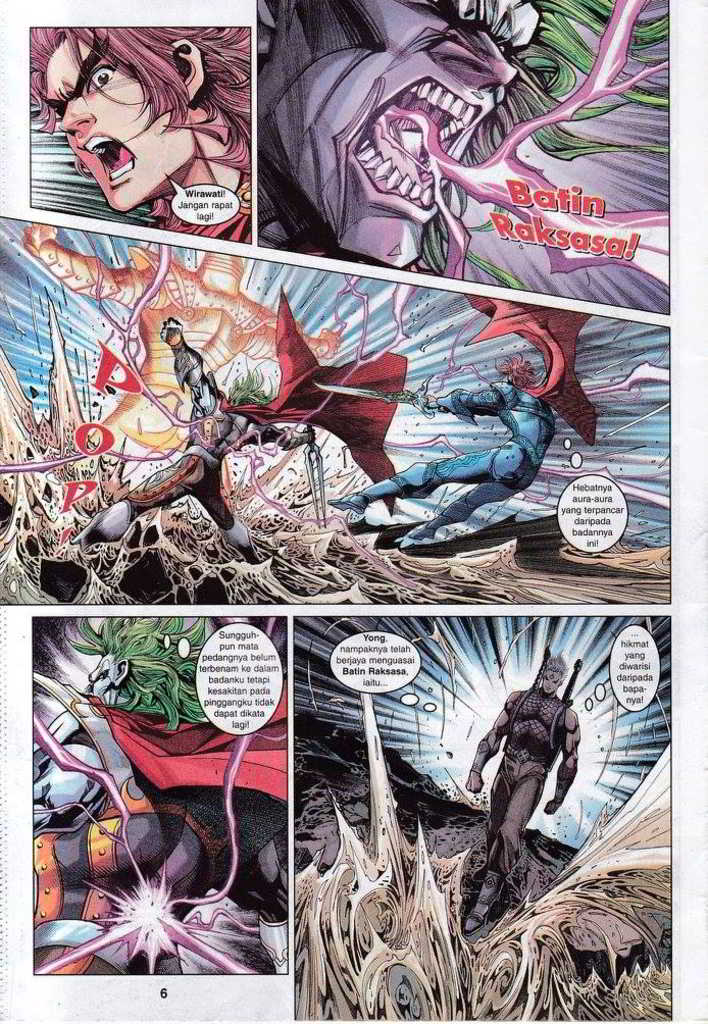 Wirawati!
Jangan rapat
lagi!
Batin
Raksasa!
POP!
Hebatnya
aura-aura
yang terpancar
daripada
badannya
ini!
Sungguh-
pun mata
pedangnya belum
terbenam ke dalam
badanku tetapi
kesakitan pada
pinggangku tidak
dapat dikata
lagi!
Yong,
nampaknya telah
berjaya menguasai
Batin Raksasa,
iaitu...
...
hikmat
yang
diwarisi
daripada
bapa-
nya!
6